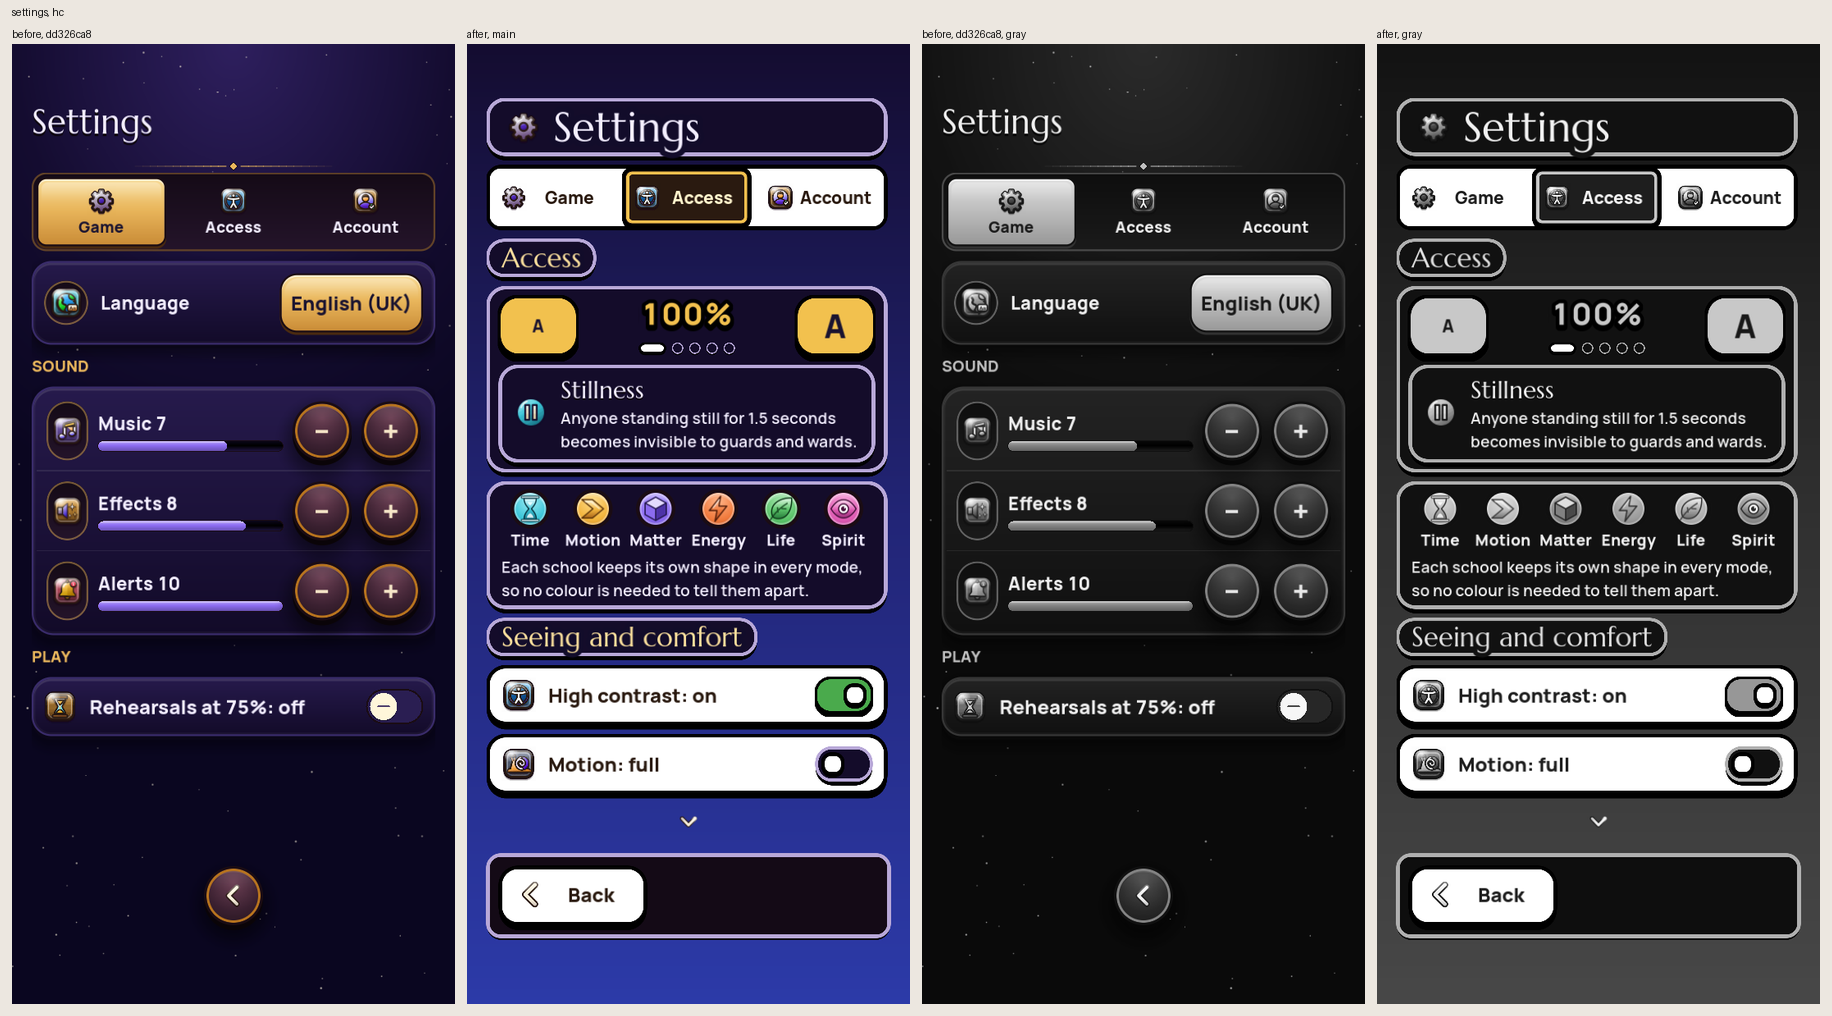 settings, hc
before, dd326ca8
Settings
Game
Access
Account
Language
English (UK)
SOUND
Music 7
Effects 8
Alerts 10
PLAY
Rehearsals at 75%: off
after, main
Settings
Game
Access
Account
Access
A
100%
A
Stillness
Anyone standing still for 1.5 seconds
becomes invisible to guards and wards.
Time
Motion
Matter
Energy
Life
Spirit
Each school keeps its own shape in every mode,
so no colour is needed to tell them apart.
Seeing and comfort
High contrast: on
Motion: full
Back
before, dd326ca8, gray
Settings
Game
Access
Account
Language
English (UK)
SOUND
Music 7
Effects 8
Alerts 10
PLAY
Rehearsals at 75%: off
after, gray
Settings
Game
Access
Account
Access
A
100%
A
Stillness
Anyone standing still for 1.5 seconds
becomes invisible to guards and wards.
Time
Motion
Matter
Energy
Life
Spirit
Each school keeps its own shape in every mode,
so no colour is needed to tell them apart.
Seeing and comfort
High contrast: on
Motion: full
Back